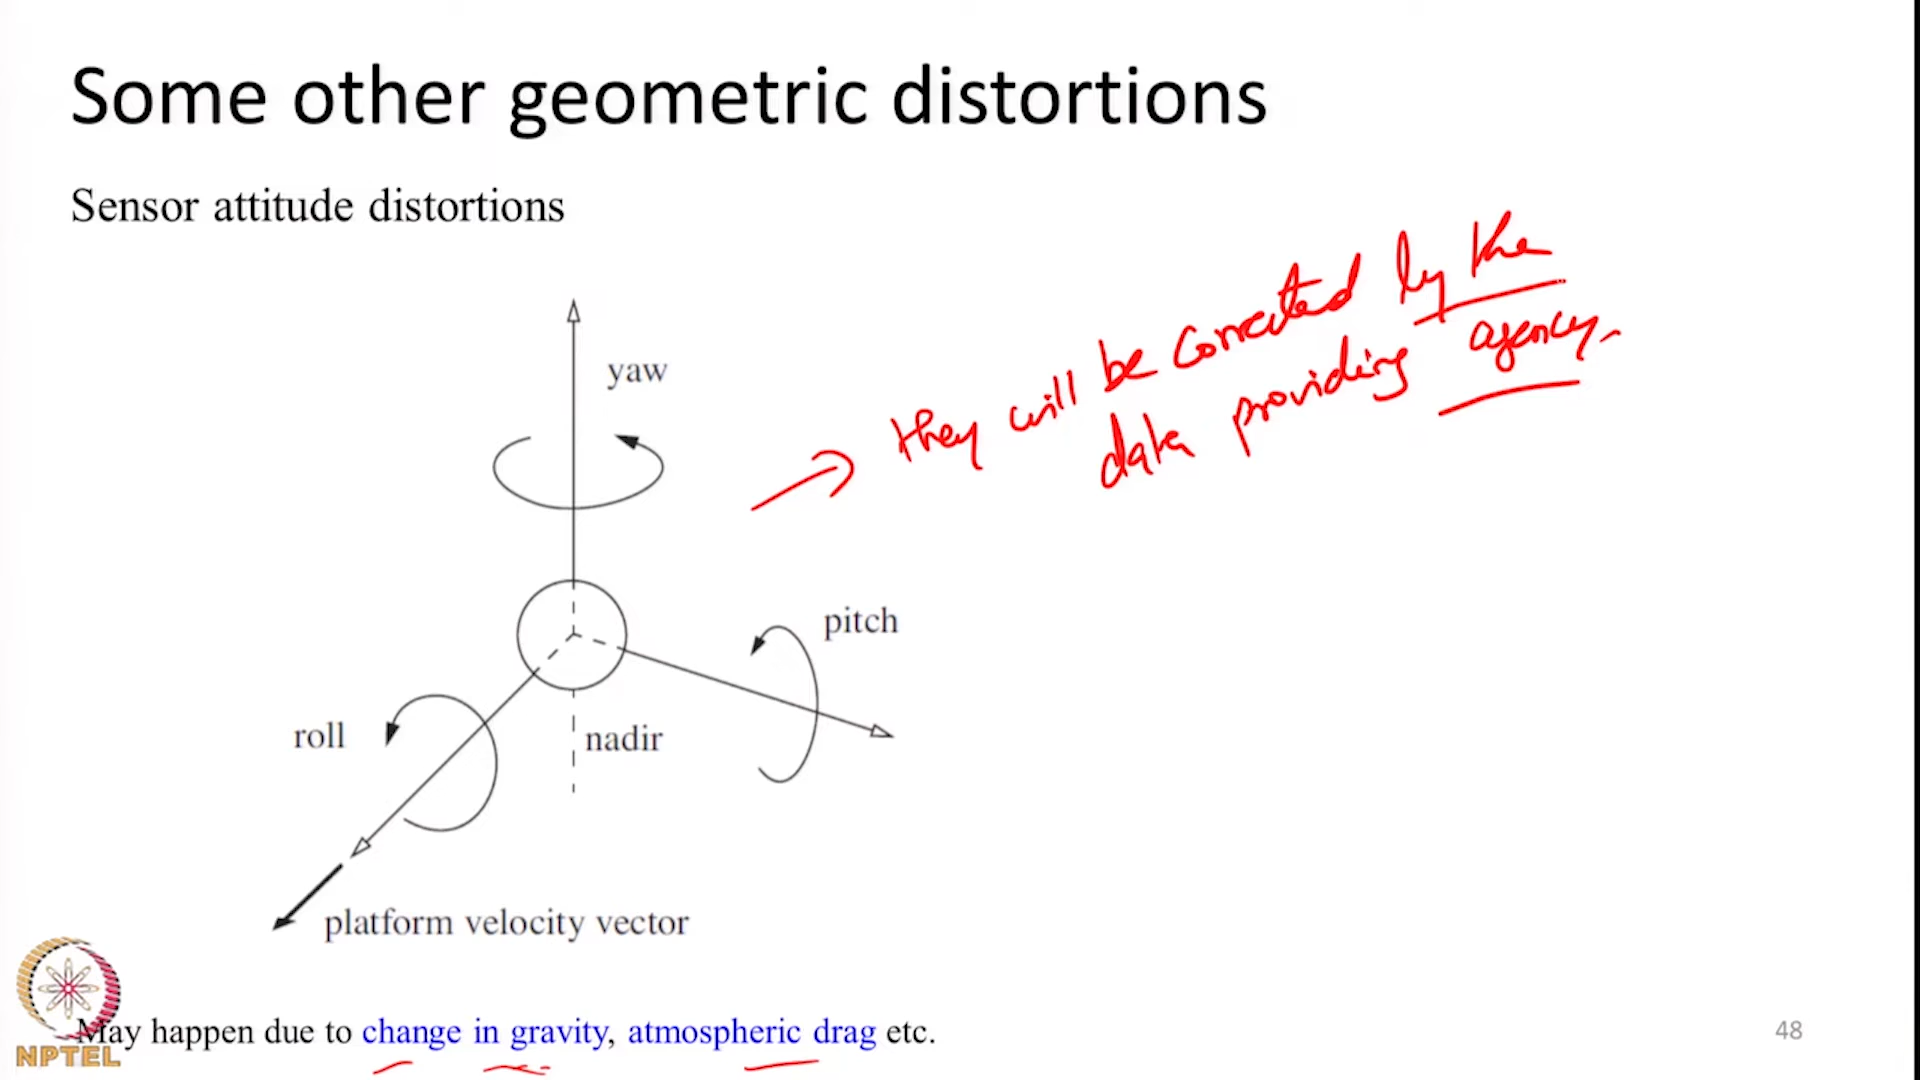 Some other geometric distortions
Sensor attitude distortions
yaw
they will be corrected by the
data providing agency.
pitch
roll
nadir
platform velocity vector
May happen due to change in gravity, atmospheric drag etc.
NPTEL
48